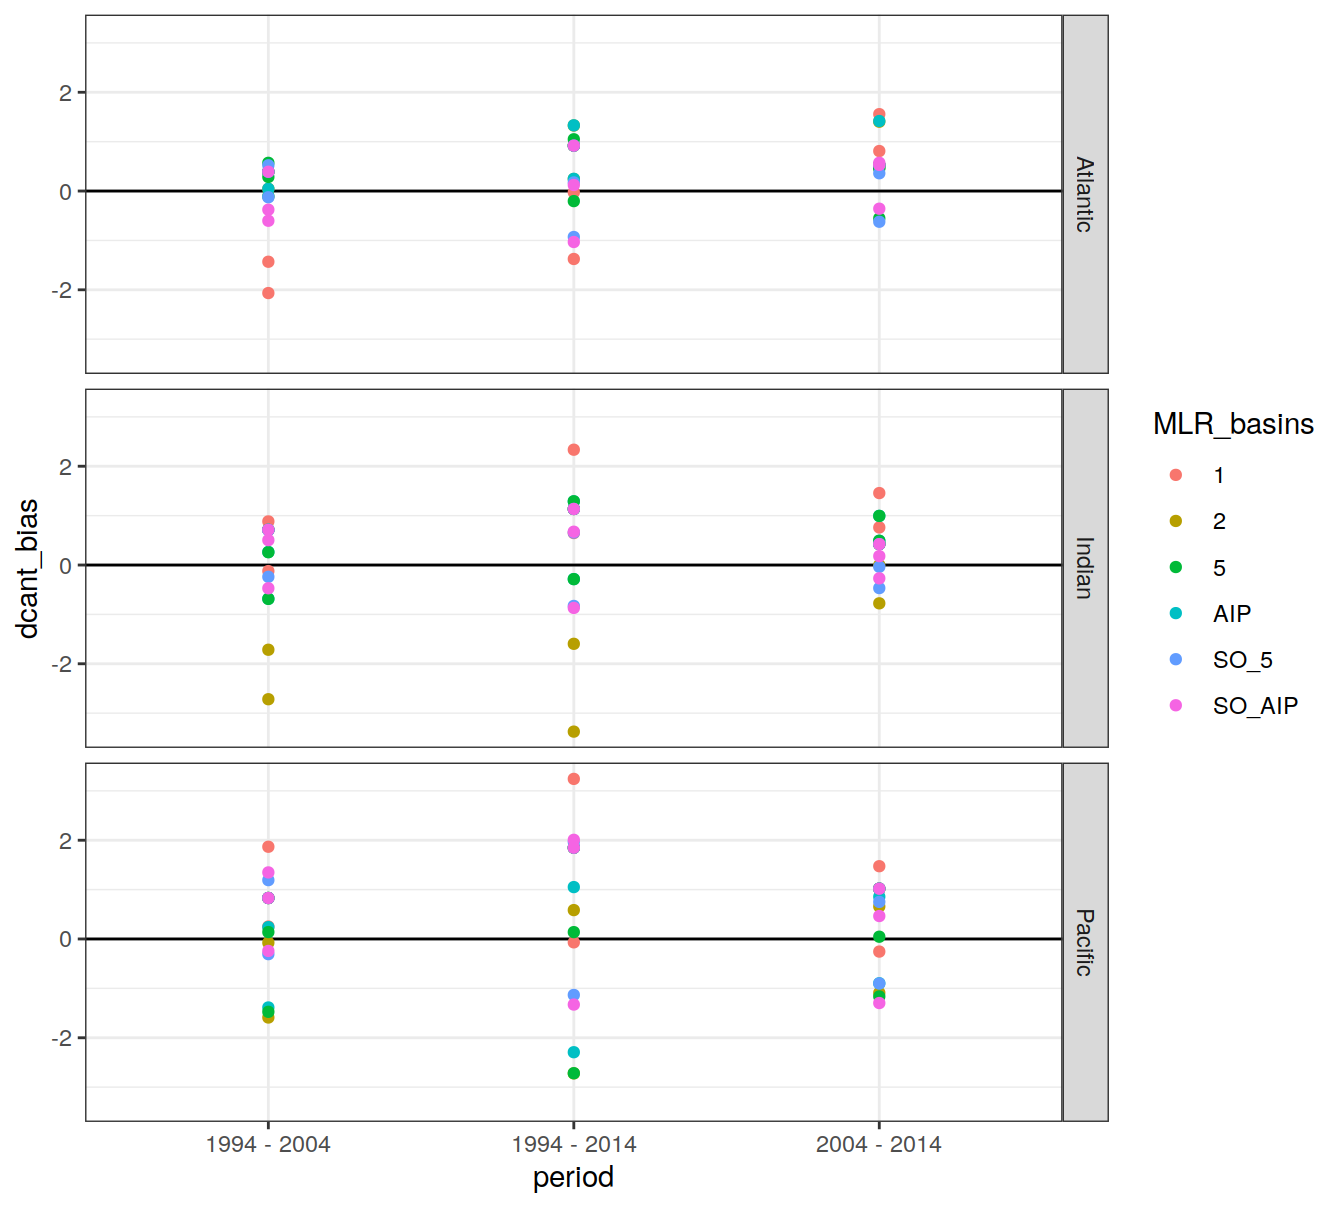 2
0
-2
Atlantic
2
0
-2
Indian
2
0
-2
Pacific
dcant_bias
1994 - 2004
1994 - 2014
2004 - 2014
period
MLR_basins
1
2
5
AIP
SO_5
SO_AIP